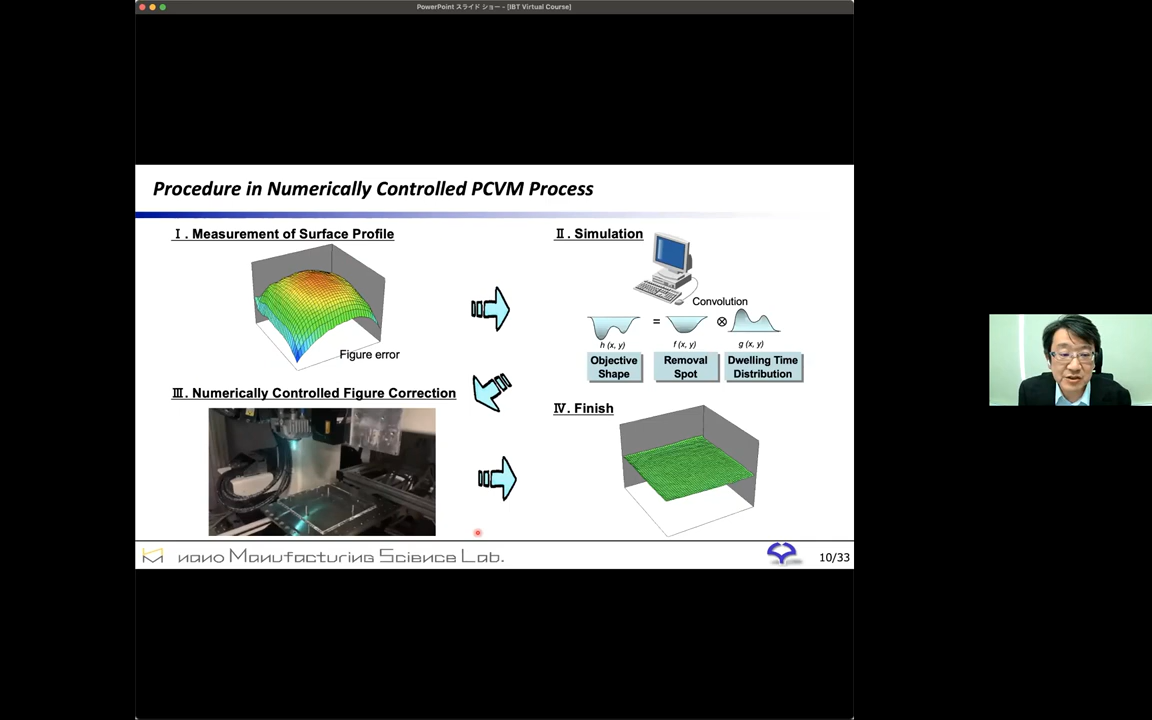 PowerPoint スライド ショー - [IBT Virtual Course]
Procedure in Numerically Controlled PCVM Process
Ⅰ. Measurement of Surface Profile
Figure error
Ⅱ. Simulation
Convolution
= ⊗
h (x, y) f (x, y) g (x, y)
Objective Shape
Removal Spot
Dwelling Time Distribution
Ⅲ. Numerically Controlled Figure Correction
Ⅳ. Finish
nano Manufacturing Science Lab.
10/33